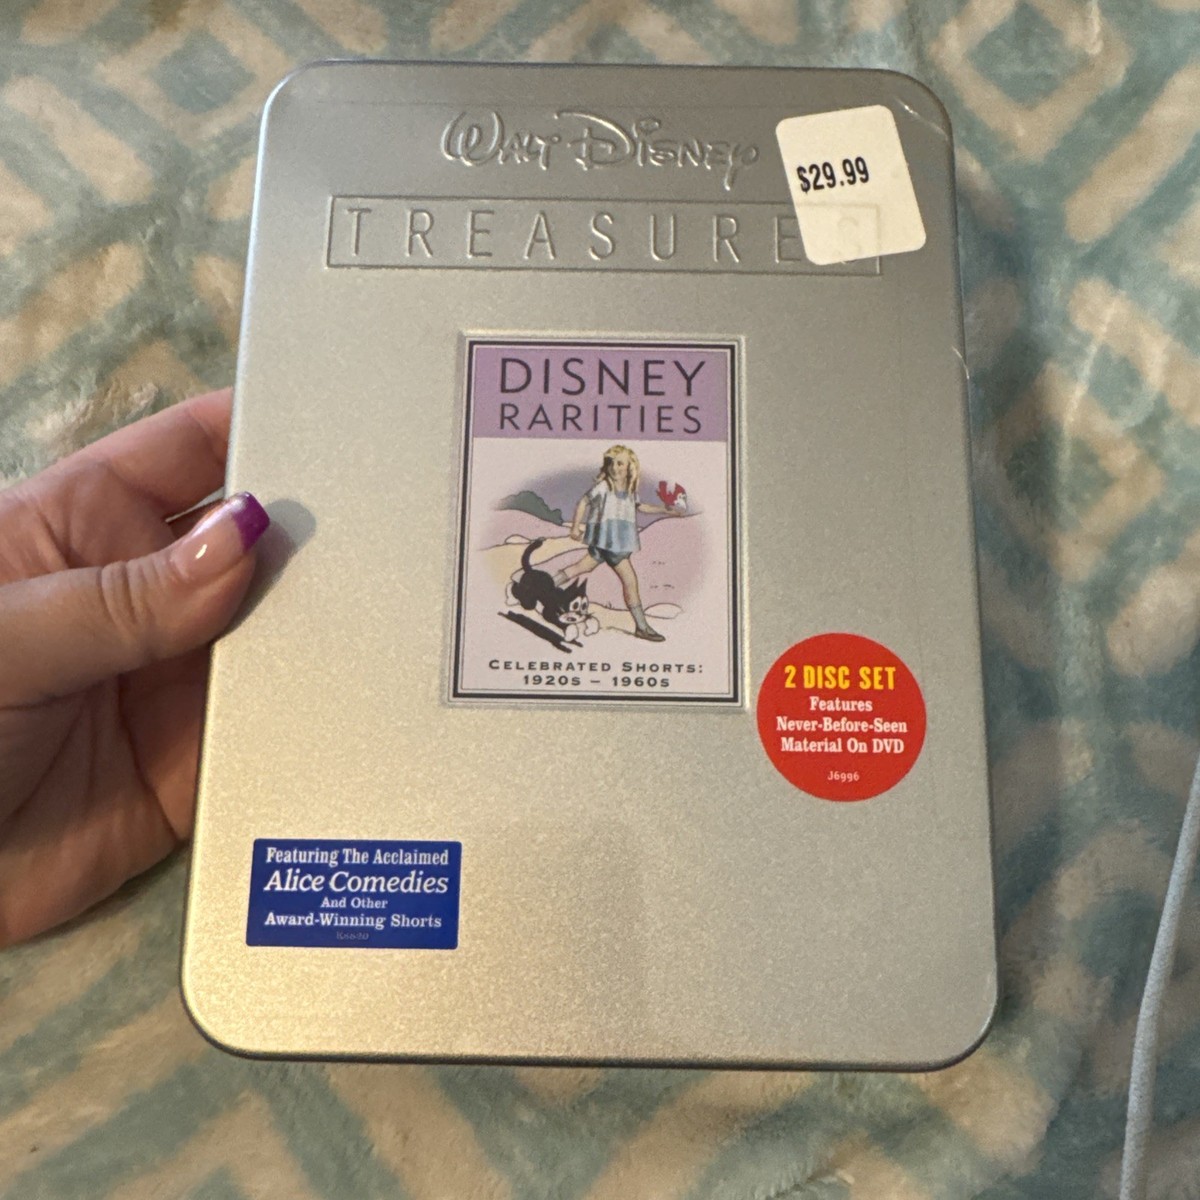 Walt Disney
TREASURES
$29.99
DISNEY
RARITIES
CELEBRATED SHORTS:
1920s – 1960s
2 DISC SET
Features
Never-Before-Seen
Material On DVD
J6996
Featuring The Acclaimed
Alice Comedies
And Other
Award-Winning Shorts